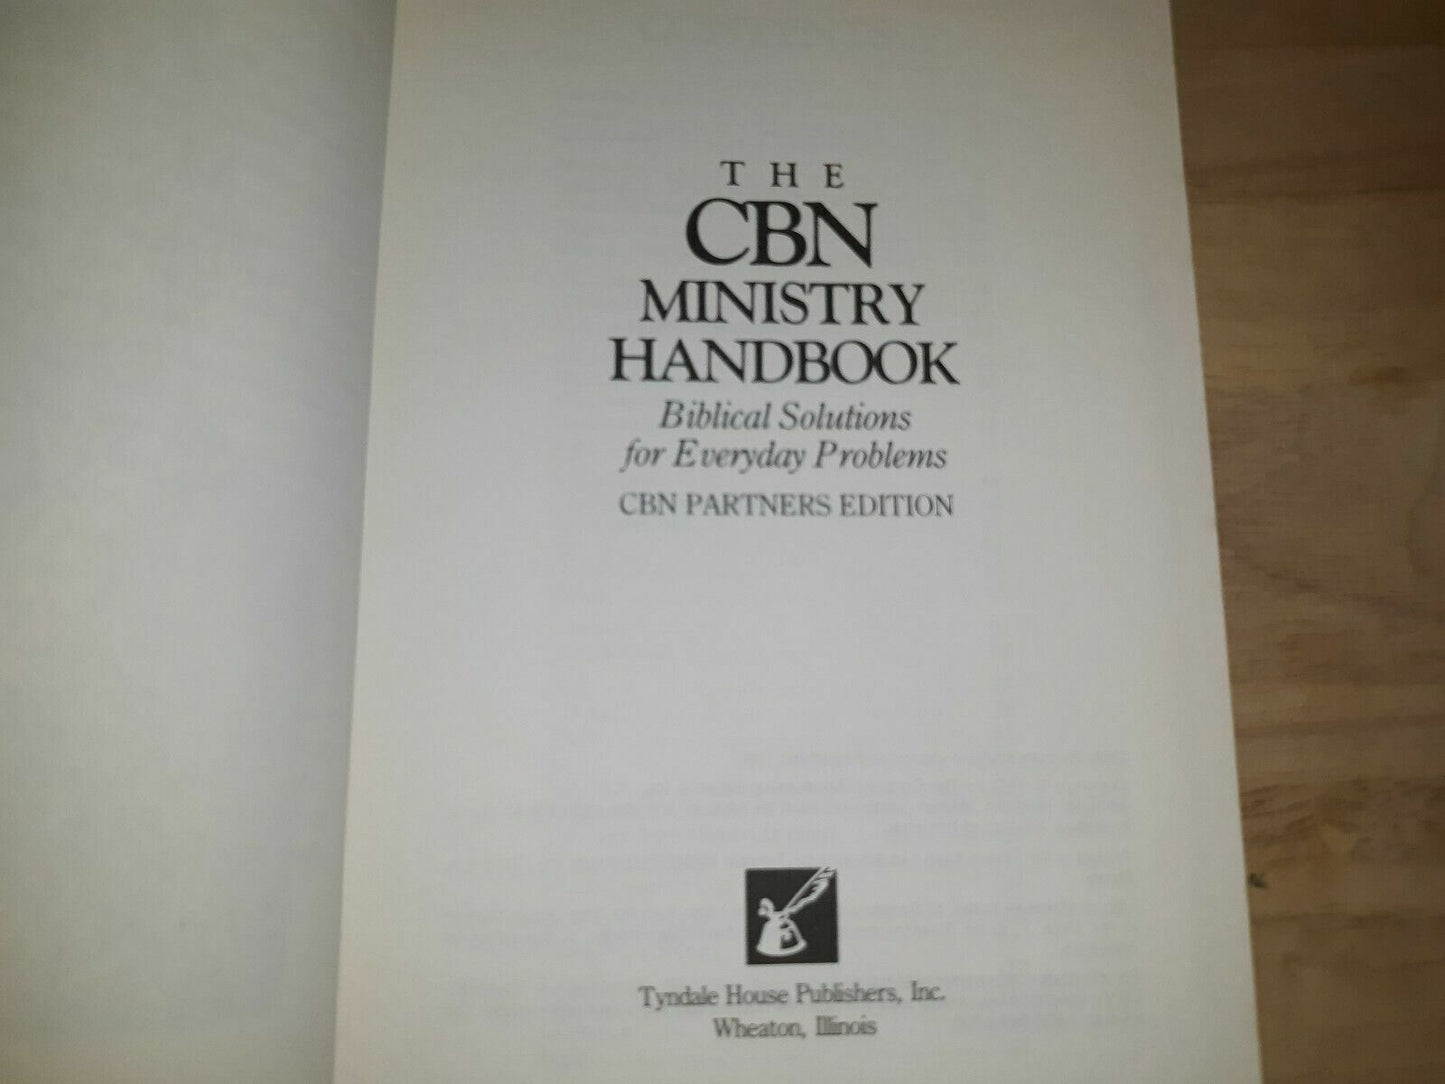 THE
CBN
MINISTRY
HANDBOOK
Biblical Solutions
for Everyday Problems
CBN PARTNERS EDITION
Tyndale House Publishers, Inc.
Wheaton, Illinois